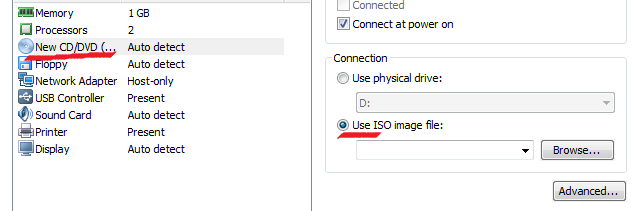 Memory 1 GB
Processors 2
New CD/DVD (... Auto detect
Floppy Auto detect
Network Adapter Host-only
USB Controller Present
Sound Card Auto detect
Printer Present
Display Auto detect
Connected
Connect at power on
Connection
Use physical drive:
D:
Use ISO image file:
Browse...
Advanced...